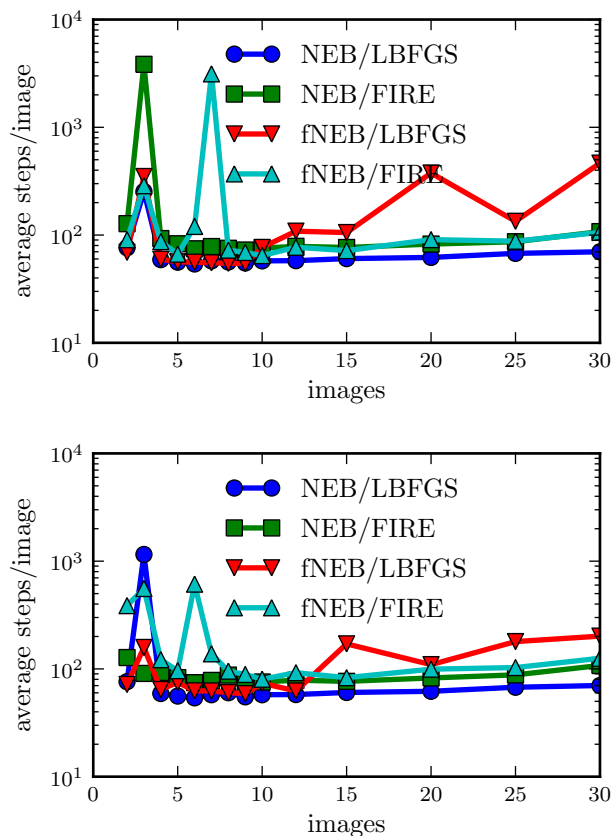 10^4
NEB/LBFGS
NEB/FIRE
10^3
fNEB/LBFGS
fNEB/FIRE
10^2
10^1
average steps/image
0 5 10 15 20 25 30
images
10^4
NEB/LBFGS
NEB/FIRE
10^3
fNEB/LBFGS
fNEB/FIRE
10^2
10^1
average steps/image
0 5 10 15 20 25 30
images